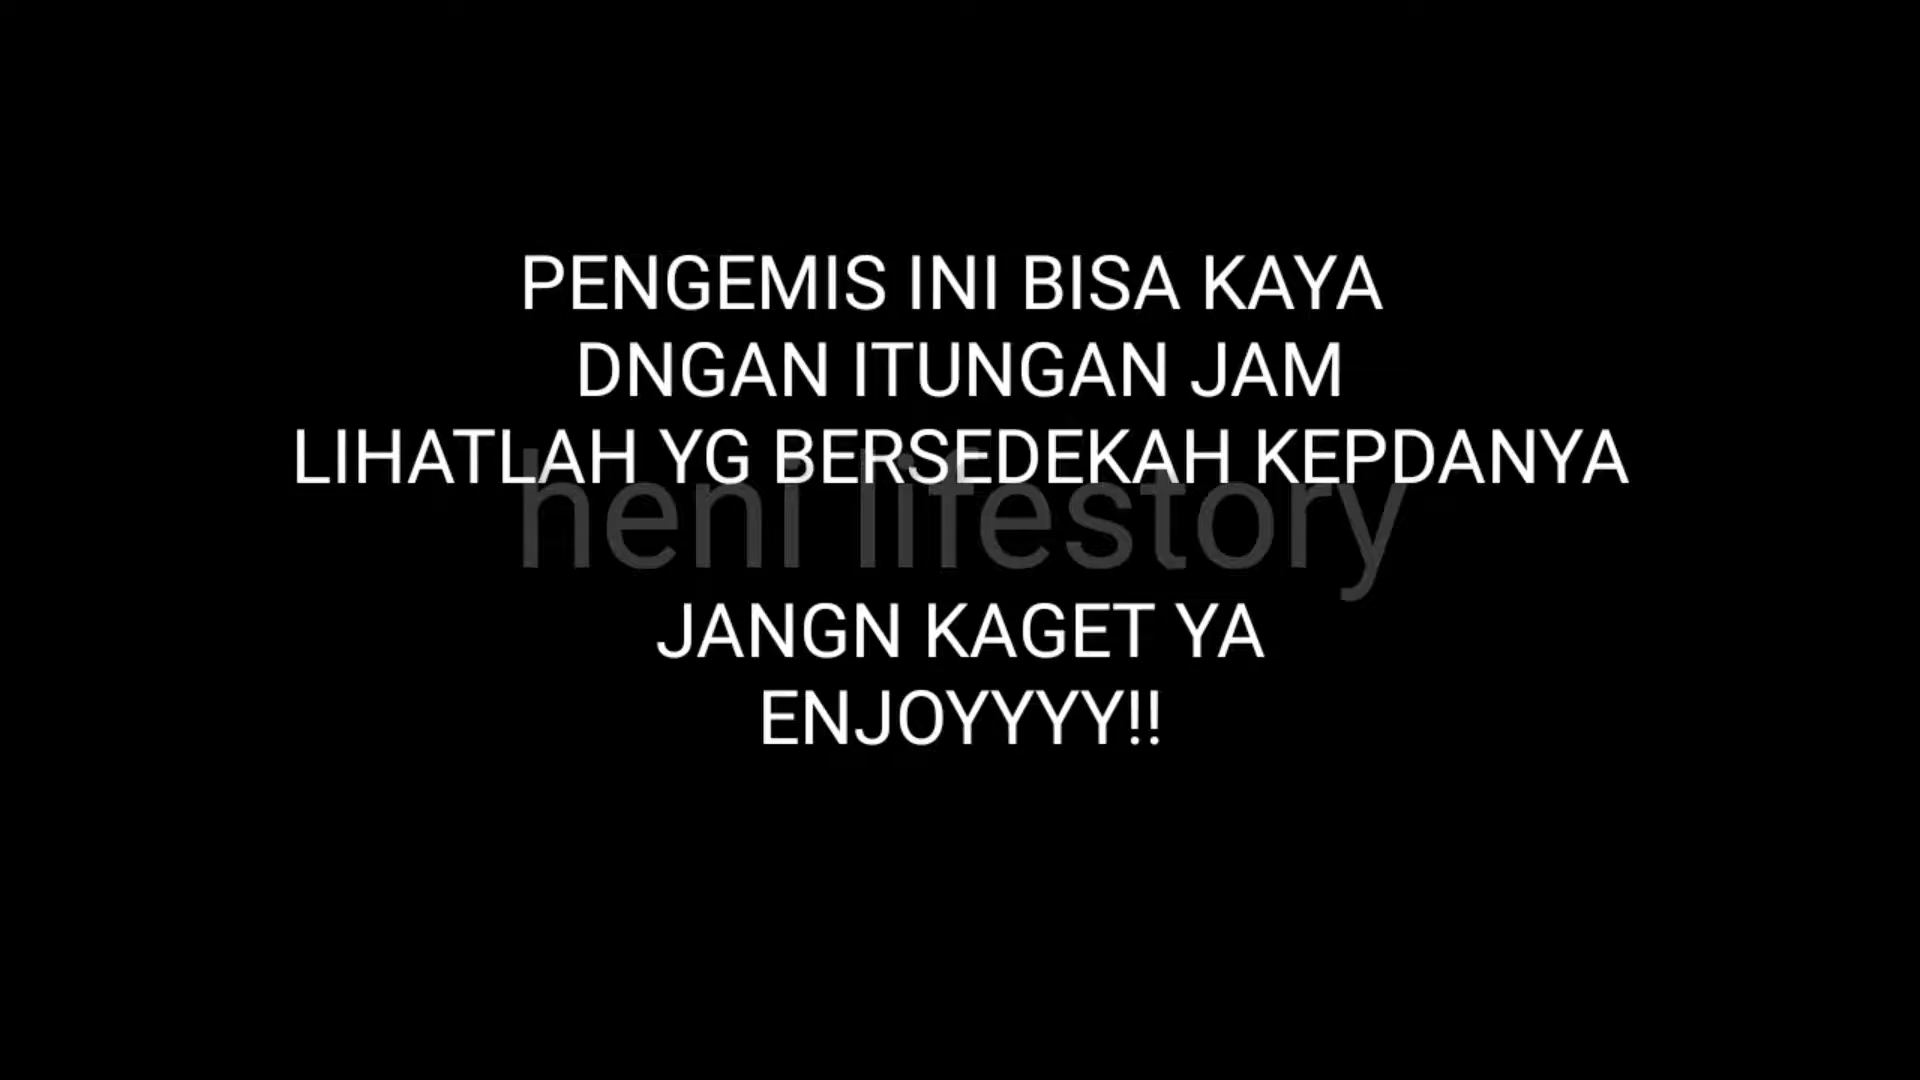 PENGEMIS INI BISA KAYA
DNGAN ITUNGAN JAM
LIHATLAH YG BERSEDEKAH KEPDANYA
heni lifestory
JANGN KAGET YA
ENJOYYYY!!